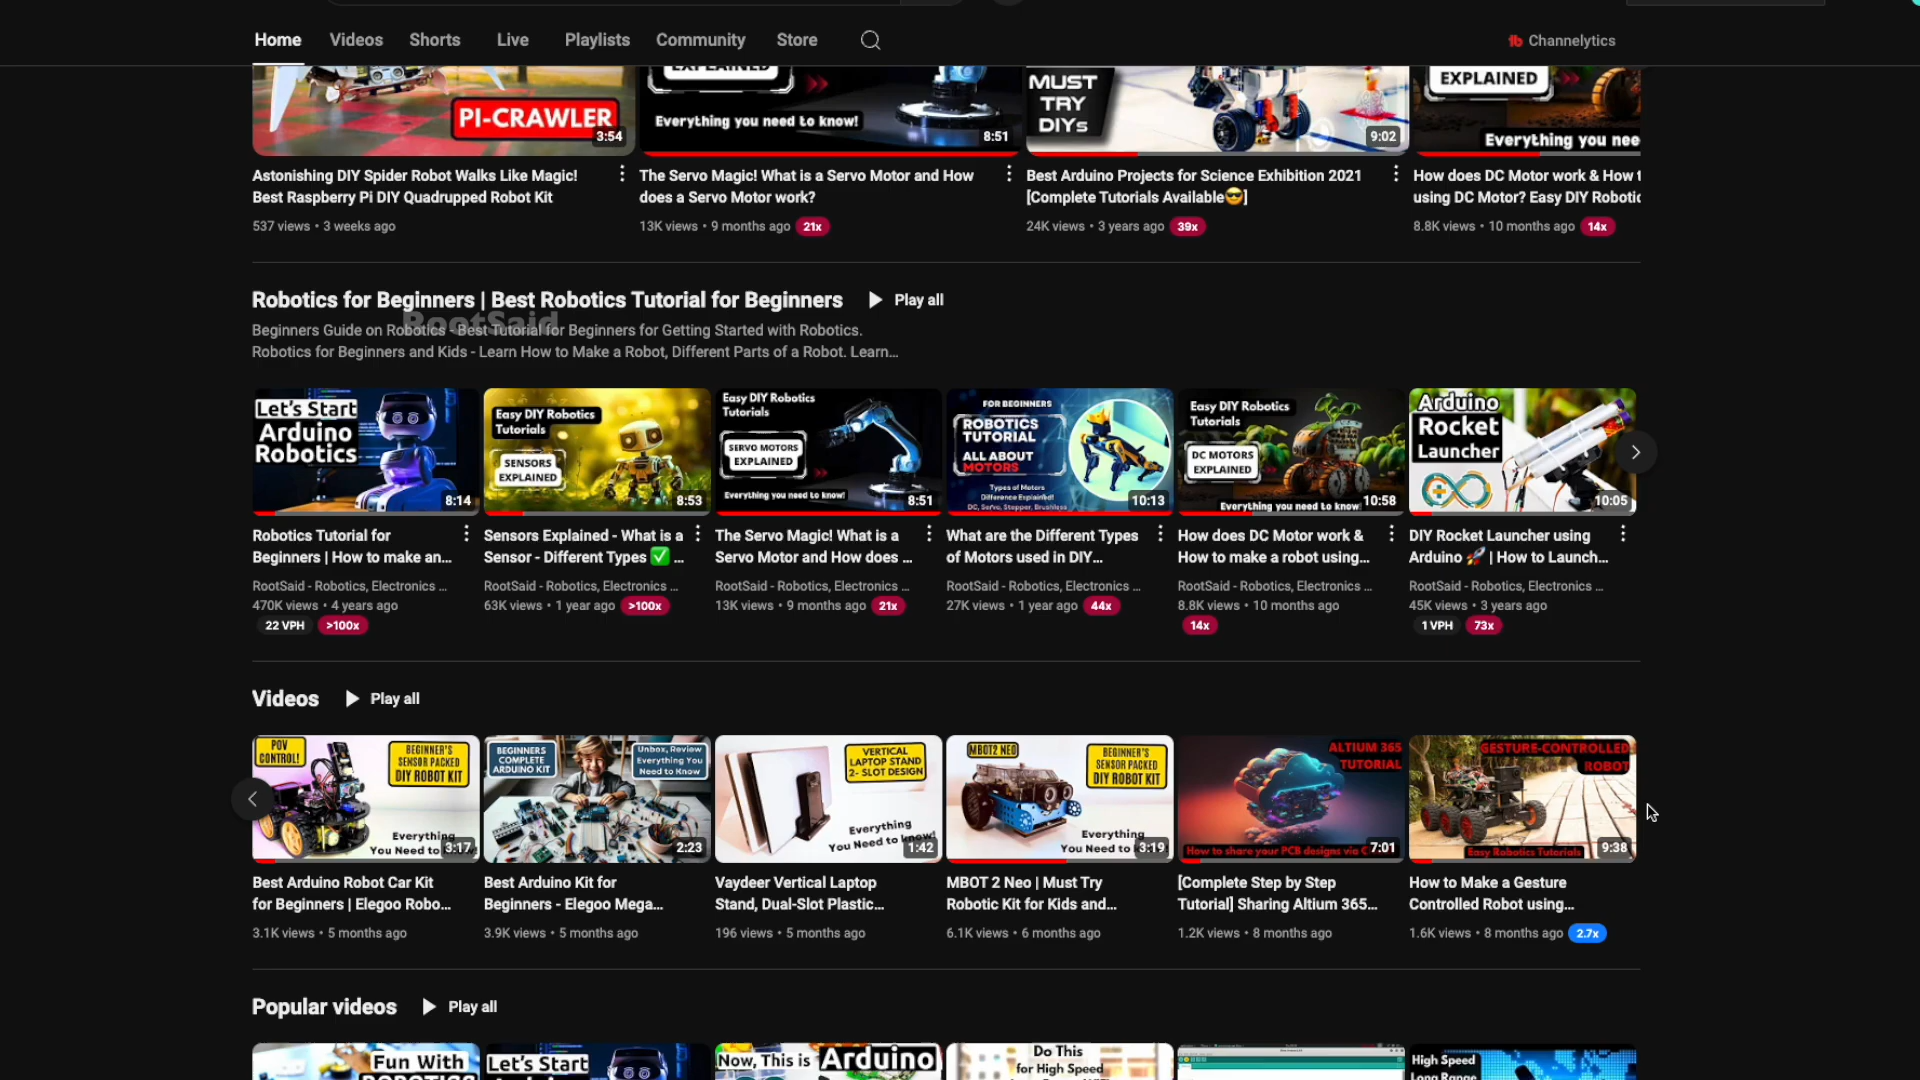 Home Videos Shorts Live Playlists Community Store
Channelytics
PI-CRAWLER
3:54
EXPLAINED
Everything you need to know!
8:51
MUST
TRY
DIYs
9:02
EXPLAINED
Everything you nee
Astonishing DIY Spider Robot Walks Like Magic!
Best Raspberry Pi DIY Quadrupped Robot Kit
537 views • 3 weeks ago
The Servo Magic! What is a Servo Motor and How
does a Servo Motor work?
13K views • 9 months ago 21x
Best Arduino Projects for Science Exhibition 2021
[Complete Tutorials Available😎]
24K views • 3 years ago 39x
How does DC Motor work & How t
using DC Motor? Easy DIY Robotic
8.8K views • 10 months ago 14x
Robotics for Beginners | Best Robotics Tutorial for Beginners Play all
RootSaid
Beginners Guide on Robotics - Best Tutorial for Beginners for Getting Started with Robotics.
Robotics for Beginners and Kids - Learn How to Make a Robot, Different Parts of a Robot. Learn...
Let's Start
Arduino
Robotics
8:14
Easy DIY Robotics
Tutorials
SENSORS
EXPLAINED
8:53
Easy DIY Robotics
Tutorials
SERVO MOTORS
EXPLAINED
Everything you need to know!
8:51
FOR BEGINNERS
ROBOTICS
TUTORIAL
ALL ABOUT
MOTORS
Types of Motors
Difference Explained!
DC, Servo, Stepper, Brushless
10:13
Easy DIY Robotics
Tutorials
DC MOTORS
EXPLAINED
Everything you need to know
10:58
Arduino
Rocket
Launcher
10:05
Robotics Tutorial for
Beginners | How to make an...
RootSaid - Robotics, Electronics ...
470K views • 4 years ago
22 VPH >100x
Sensors Explained - What is a
Sensor - Different Types ✅ ...
RootSaid - Robotics, Electronics ...
63K views • 1 year ago >100x
The Servo Magic! What is a
Servo Motor and How does ...
RootSaid - Robotics, Electronics ...
13K views • 9 months ago 21x
What are the Different Types
of Motors used in DIY...
RootSaid - Robotics, Electronics ...
27K views • 1 year ago 44x
How does DC Motor work &
How to make a robot using...
RootSaid - Robotics, Electronics ...
8.8K views • 10 months ago
14x
DIY Rocket Launcher using
Arduino 🚀 | How to Launch...
RootSaid - Robotics, Electronics ...
45K views • 3 years ago
1 VPH 73x
Videos Play all
POV
CONTROL!
BEGINNER'S
SENSOR PACKED
DIY ROBOT KIT
Everything
You Need to
3:17
BEGINNERS
COMPLETE
ARDUINO KIT
Unbox, Review
Everything You
Need to Know
2:23
VERTICAL
LAPTOP STAND
2- SLOT DESIGN
Everything
You Need to know!
1:42
MBOT2 NEO
BEGINNER'S
SENSOR PACKED
DIY ROBOT KIT
Everything
You Need to
3:19
ALTIUM 365
TUTORIAL
How to share your PCB designs via
7:01
GESTURE-CONTROLLED
ROBOT
Easy Robotics Tutorials
9:38
Best Arduino Robot Car Kit
for Beginners | Elegoo Robo...
3.1K views • 5 months ago
Best Arduino Kit for
Beginners - Elegoo Mega...
3.9K views • 5 months ago
Vaydeer Vertical Laptop
Stand, Dual-Slot Plastic...
196 views • 5 months ago
MBOT 2 Neo | Must Try
Robotic Kit for Kids and...
6.1K views • 6 months ago
[Complete Step by Step
Tutorial] Sharing Altium 365...
1.2K views • 8 months ago
How to Make a Gesture
Controlled Robot using...
1.6K views • 8 months ago 2.7x
Popular videos Play all
Fun With
ROBOTICS
Let's Start
Now, This is Arduino
Do This
for High Speed
High Speed
Long Range